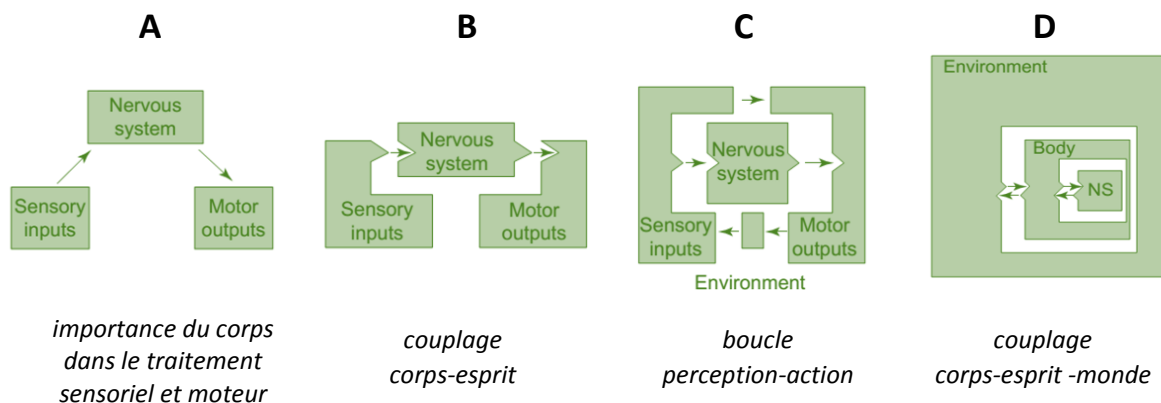 A
Nervous
system
Sensory
inputs
Motor
outputs
importance du corps
dans le traitement
sensoriel et moteur
B
Nervous
system
Sensory
inputs
Motor
outputs
couplage
corps-esprit
C
Nervous
system
Sensory
inputs
Motor
outputs
Environment
boucle
perception-action
D
Environment
Body
NS
couplage
corps-esprit -monde